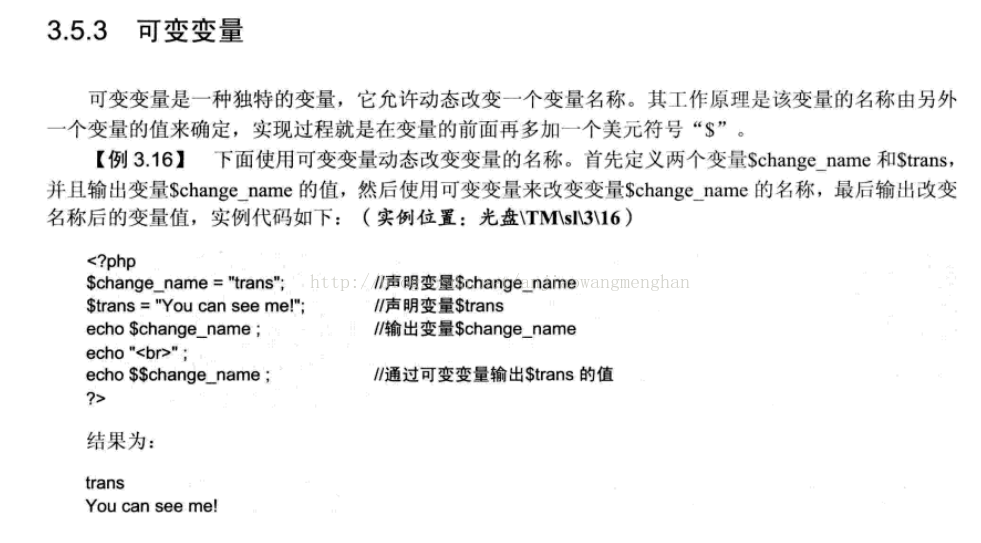 3.5.3 可变变量
可变变量是一种独特的变量，它允许动态改变一个变量名称。其工作原理是该变量的名称由另外
一个变量的值来确定，实现过程就是在变量的前面再多加一个美元符号“$”。
【例 3.16】 下面使用可变变量动态改变变量的名称。首先定义两个变量$change_name 和$trans，
并且输出变量$change_name 的值，然后使用可变变量来改变变量$change_name 的名称，最后输出改变
名称后的变量值，实例代码如下：（实例位置：光盘\TM\sl\3\16）
<?php
$change_name = "trans"; //声明变量$change_name
$trans = "You can see me!"; //声明变量$trans
echo $change_name ; //输出变量$change_name
echo "<br>" ;
echo $$change_name ; //通过可变变量输出$trans 的值
?>
结果为：
trans
You can see me!